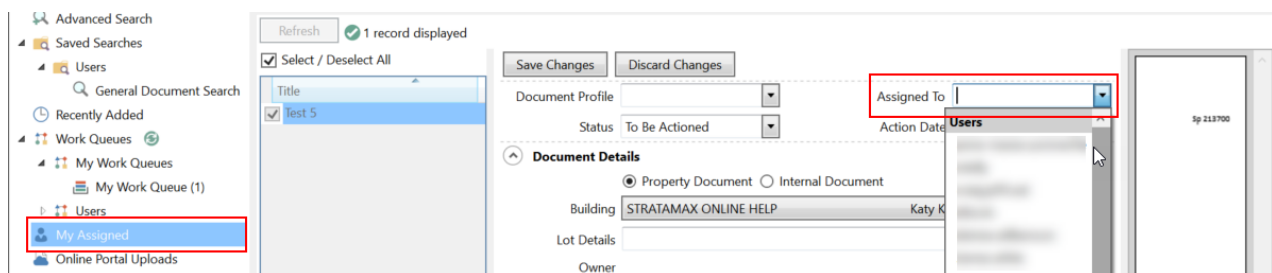 Advanced Search
Saved Searches
Users
General Document Search
Recently Added
Work Queues
My Work Queues
My Work Queue (1)
Users
My Assigned
Online Portal Uploads
Refresh
1 record displayed
Select / Deselect All
Title
Test 5
Save Changes Discard Changes
Document Profile
Assigned To
Status To Be Actioned
Action Date
Users
Document Details
Property Document Internal Document
Building STRATAMAX ONLINE HELP Katy K
Lot Details
Owner
Sp 213700